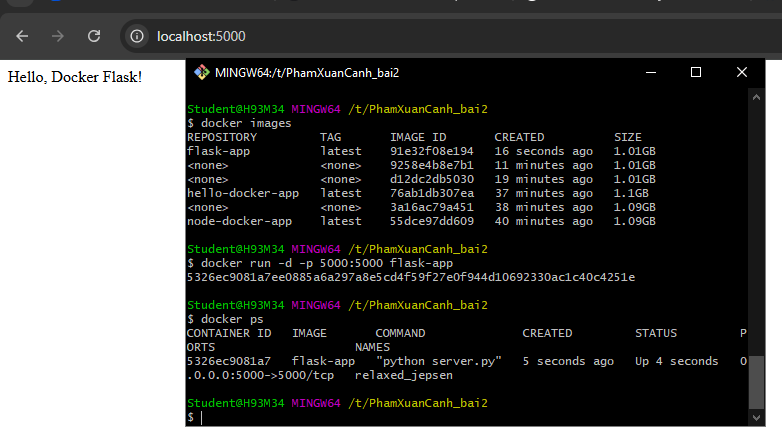 localhost:5000
Hello, Docker Flask!
MINGW64:/t/PhamXuanCanh_bai2
Student@H93M34 MINGW64 /t/PhamXuanCanh_bai2
$ docker images
REPOSITORY TAG IMAGE ID CREATED SIZE
flask-app latest 91e32f08e194 16 seconds ago 1.01GB
<none> <none> 9258e4b8e7b1 11 minutes ago 1.01GB
<none> <none> d12dc2db5030 19 minutes ago 1.01GB
hello-docker-app latest 76ab1db307ea 37 minutes ago 1.1GB
<none> <none> 3a16ac79a451 38 minutes ago 1.09GB
node-docker-app latest 55dce97dd609 40 minutes ago 1.09GB
Student@H93M34 MINGW64 /t/PhamXuanCanh_bai2
$ docker run -d -p 5000:5000 flask-app
5326ec9081a7ee0885a6a297a8e5cd4f59f27e0f944d10692330ac1c40c4251e
Student@H93M34 MINGW64 /t/PhamXuanCanh_bai2
$ docker ps
CONTAINER ID IMAGE COMMAND CREATED STATUS P
ORTS NAMES
5326ec9081a7 flask-app "python server.py" 5 seconds ago Up 4 seconds 0
.0.0.0:5000->5000/tcp relaxed_jepsen
Student@H93M34 MINGW64 /t/PhamXuanCanh_bai2
$